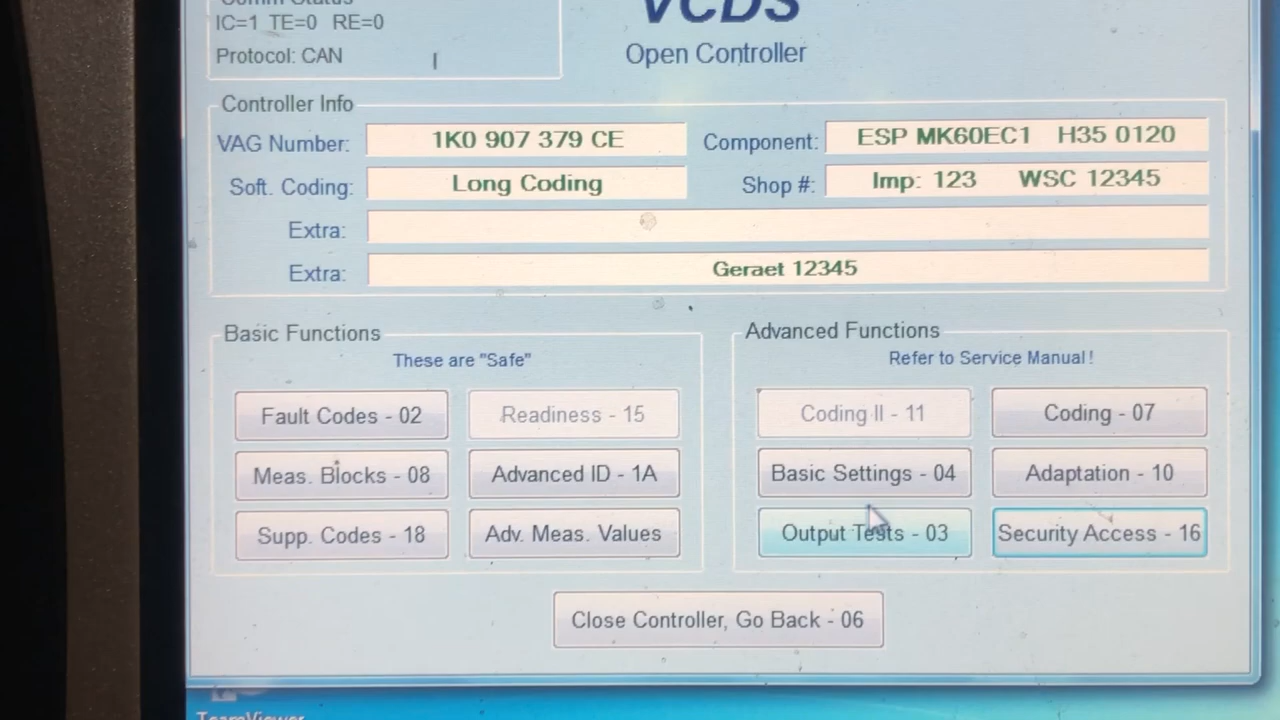 Comm Status
VCDS
IC=1 TE=0 RE=0
Open Controller
Protocol: CAN
Controller Info
VAG Number: 1K0 907 379 CE Component: ESP MK60EC1 H35 0120
Soft. Coding: Long Coding Shop #: Imp: 123 WSC 12345
Extra:
Extra: Geraet 12345
Basic Functions Advanced Functions
These are "Safe" Refer to Service Manual!
Fault Codes - 02 Readiness - 15 Coding II - 11 Coding - 07
Meas. Blocks - 08 Advanced ID - 1A Basic Settings - 04 Adaptation - 10
Supp. Codes - 18 Adv. Meas. Values Output Tests - 03 Security Access - 16
Close Controller, Go Back - 06
TeamViewer